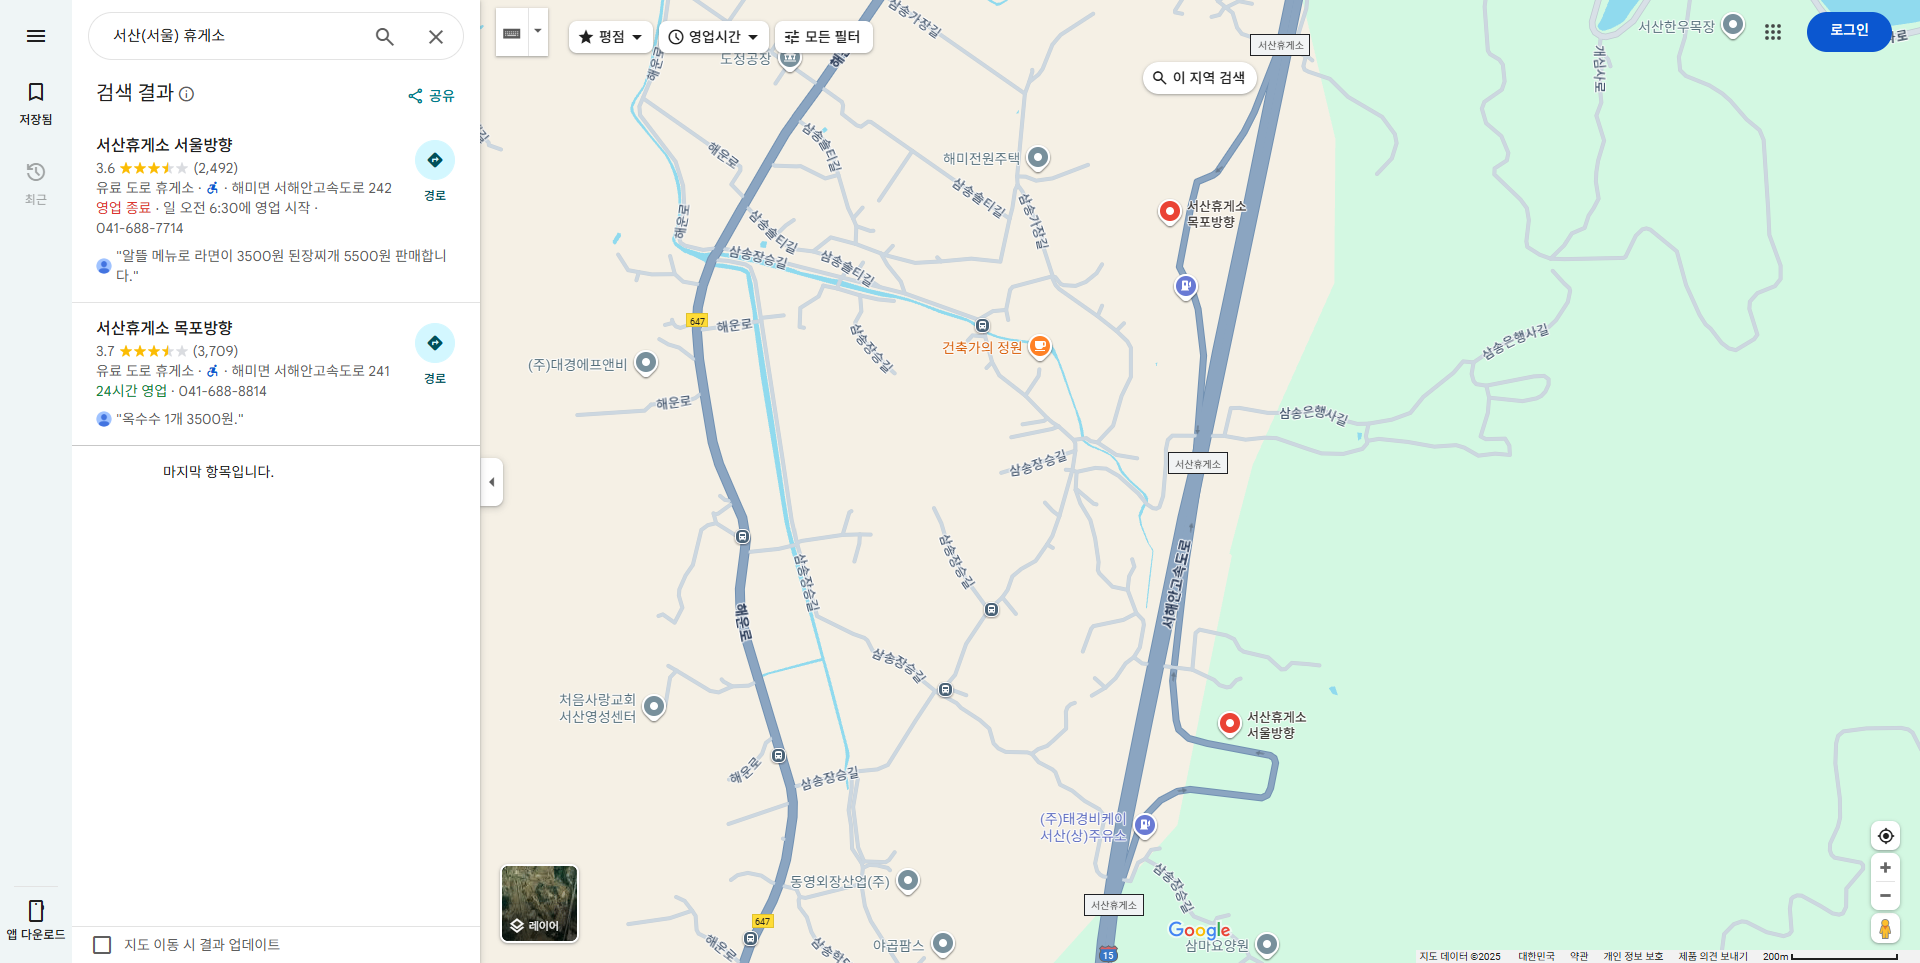 서산(서울) 휴게소
저장됨
최근
앱 다운로드
검색 결과
공유
서산휴게소 서울방향
3.6 (2,492)
유료 도로 휴게소 · · 해미면 서해안고속도로 242
영업 종료 · 일 오전 6:30에 영업 시작 ·
041-688-7714
"알뜰 메뉴로 라면이 3500원 된장찌개 5500원 판매합니
다."
경로
서산휴게소 목포방향
3.7 (3,709)
유료 도로 휴게소 · · 해미면 서해안고속도로 241
24시간 영업 · 041-688-8814
"옥수수 1개 3500원."
경로
마지막 항목입니다.
지도 이동 시 결과 업데이트
평점
영업시간
모든 필터
이 지역 검색
로그인
삼송가장길
해운로
도정공장
서산휴게소
서산한우목장
개심사로
해운로
삼송솔티길
해미전원주택
삼송솔티길
삼송가장길
서산휴게소
목포방향
해운로
삼송솔티길
삼송장승길
삼송솔티길
647
해운로
삼송장승길
건축가의 정원
삼송은행사길
(주)대경에프앤비
해운로
삼송은행사길
삼송장승길
서산휴게소
삼송장승길
서해안고속도로
삼송장승길
해운로
삼송장승길
처음사랑교회
서산영성센터
서산휴게소
서울방향
해운로
삼송장승길
(주)태경비케이
서산(상)주유소
동영외장산업(주)
삼송장승길
서산휴게소
레이어
647
해운로
야곱팜스
15
Google
삼마요양원
지도 데이터 ©2025
대한민국
약관
개인 정보 보호
제품 의견 보내기
200m